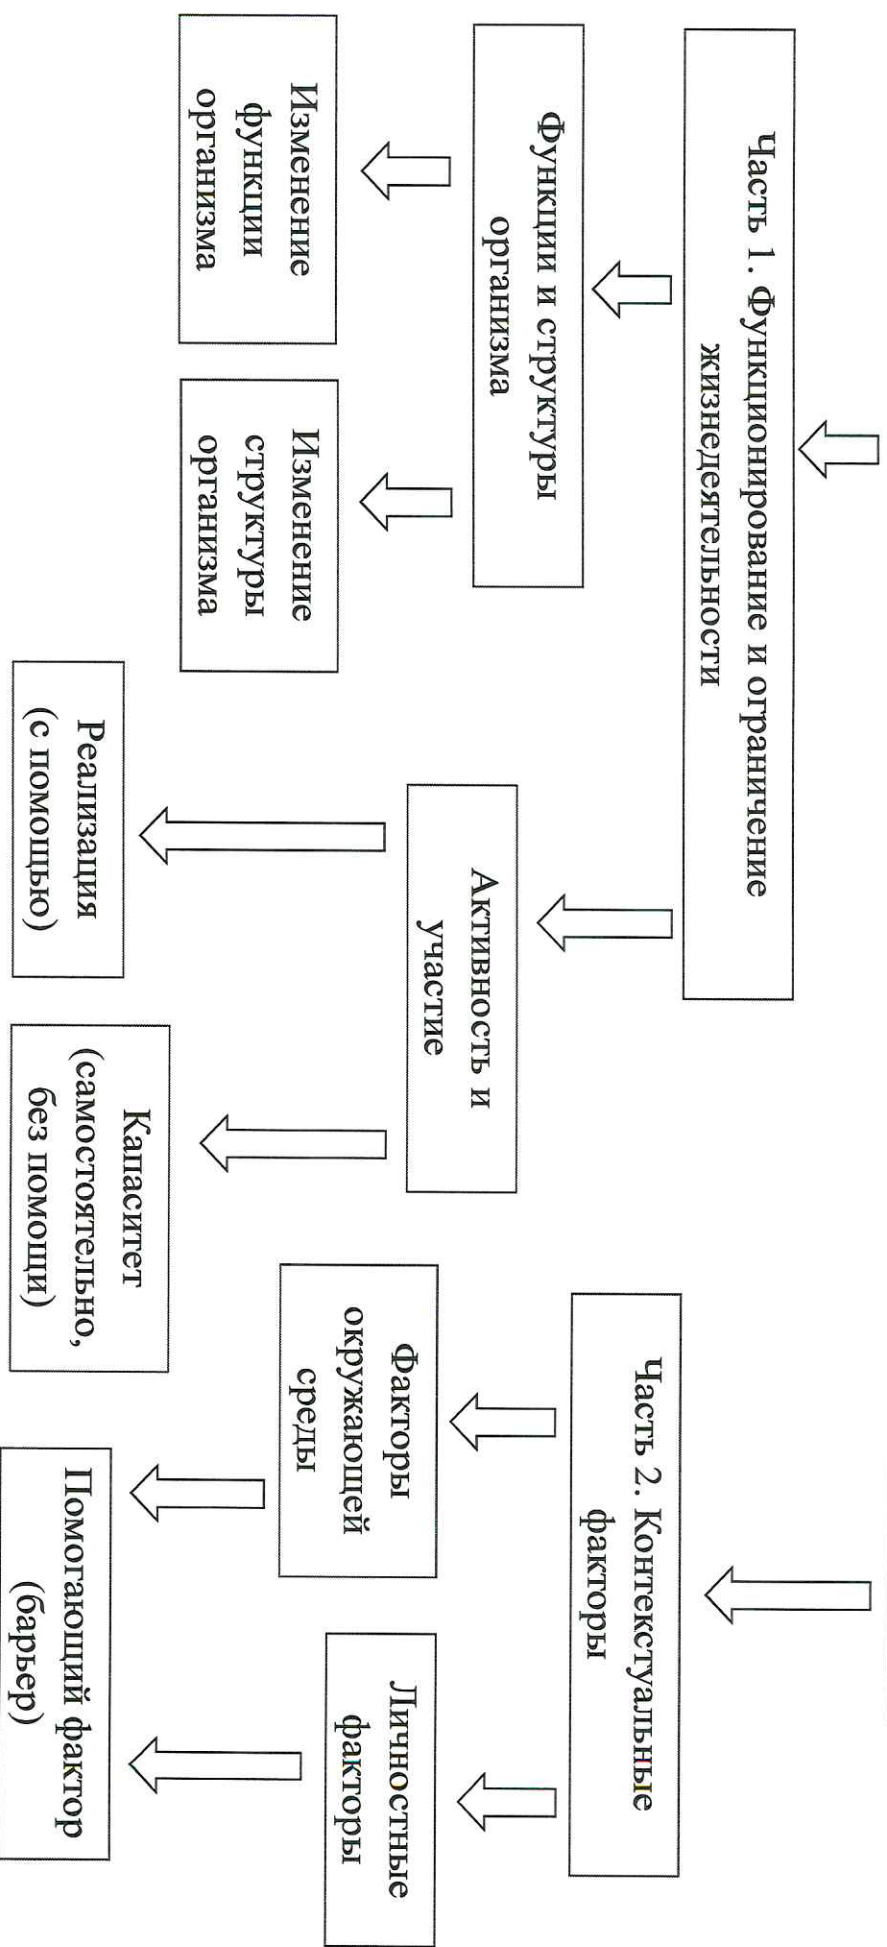 Часть 1. Функционирование и ограничение
жизнедеятельности
Часть 2. Контекстуальные
факторы
Функции и структуры
организма
Активность и
участие
Факторы
окружающей
среды
Личностные
факторы
Изменение
функции
организма
Изменение
структуры
организма
Реализация
(с помощью)
Капаситет
(самостоятельно,
без помощи)
Помогающий фактор
(барьер)